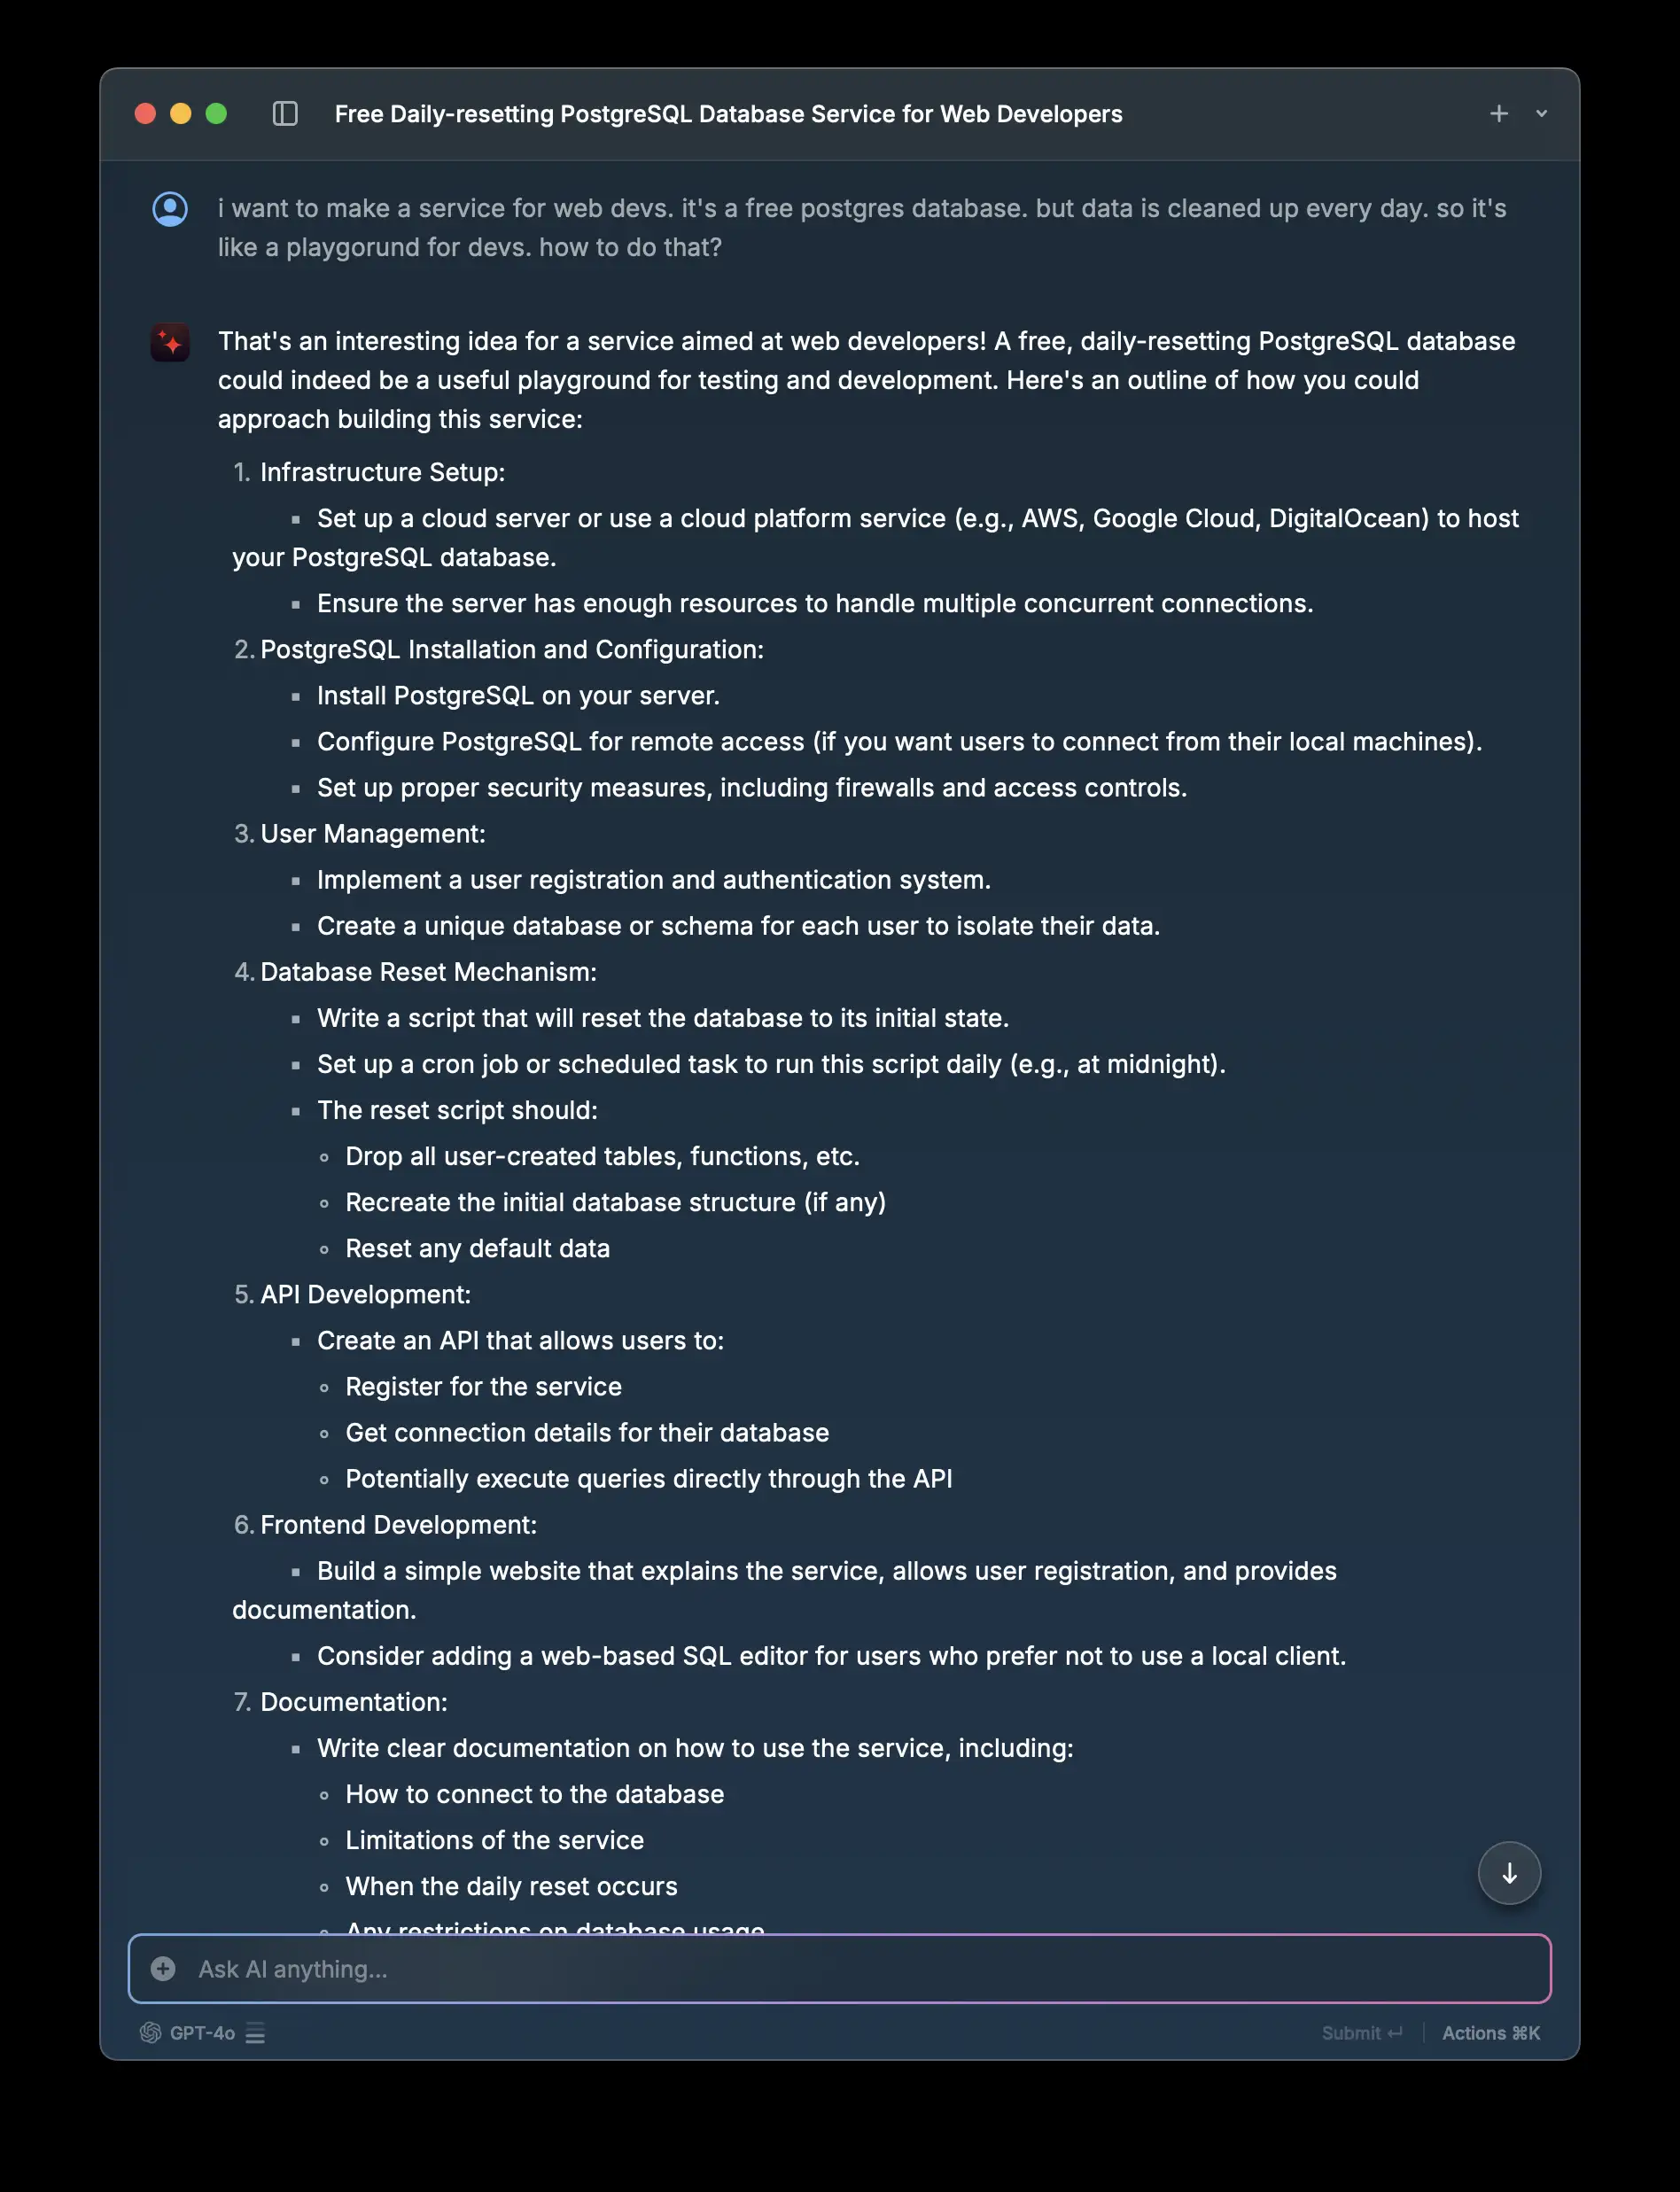 Free Daily-resetting PostgreSQL Database Service for Web Developers
i want to make a service for web devs. it's a free postgres database. but data is cleaned up every day. so it's
like a playgorund for devs. how to do that?
That's an interesting idea for a service aimed at web developers! A free, daily-resetting PostgreSQL database
could indeed be a useful playground for testing and development. Here's an outline of how you could
approach building this service:
1. Infrastructure Setup:
▪ Set up a cloud server or use a cloud platform service (e.g., AWS, Google Cloud, DigitalOcean) to host
your PostgreSQL database.
▪ Ensure the server has enough resources to handle multiple concurrent connections.
2. PostgreSQL Installation and Configuration:
▪ Install PostgreSQL on your server.
▪ Configure PostgreSQL for remote access (if you want users to connect from their local machines).
▪ Set up proper security measures, including firewalls and access controls.
3. User Management:
▪ Implement a user registration and authentication system.
▪ Create a unique database or schema for each user to isolate their data.
4. Database Reset Mechanism:
▪ Write a script that will reset the database to its initial state.
▪ Set up a cron job or scheduled task to run this script daily (e.g., at midnight).
▪ The reset script should:
◦ Drop all user-created tables, functions, etc.
◦ Recreate the initial database structure (if any)
◦ Reset any default data
5. API Development:
▪ Create an API that allows users to:
◦ Register for the service
◦ Get connection details for their database
◦ Potentially execute queries directly through the API
6. Frontend Development:
▪ Build a simple website that explains the service, allows user registration, and provides
documentation.
▪ Consider adding a web-based SQL editor for users who prefer not to use a local client.
7. Documentation:
▪ Write clear documentation on how to use the service, including:
◦ How to connect to the database
◦ Limitations of the service
◦ When the daily reset occurs
◦ Any restrictions on database usage
Ask AI anything...
GPT-4o
Submit ↵
Actions ⌘K